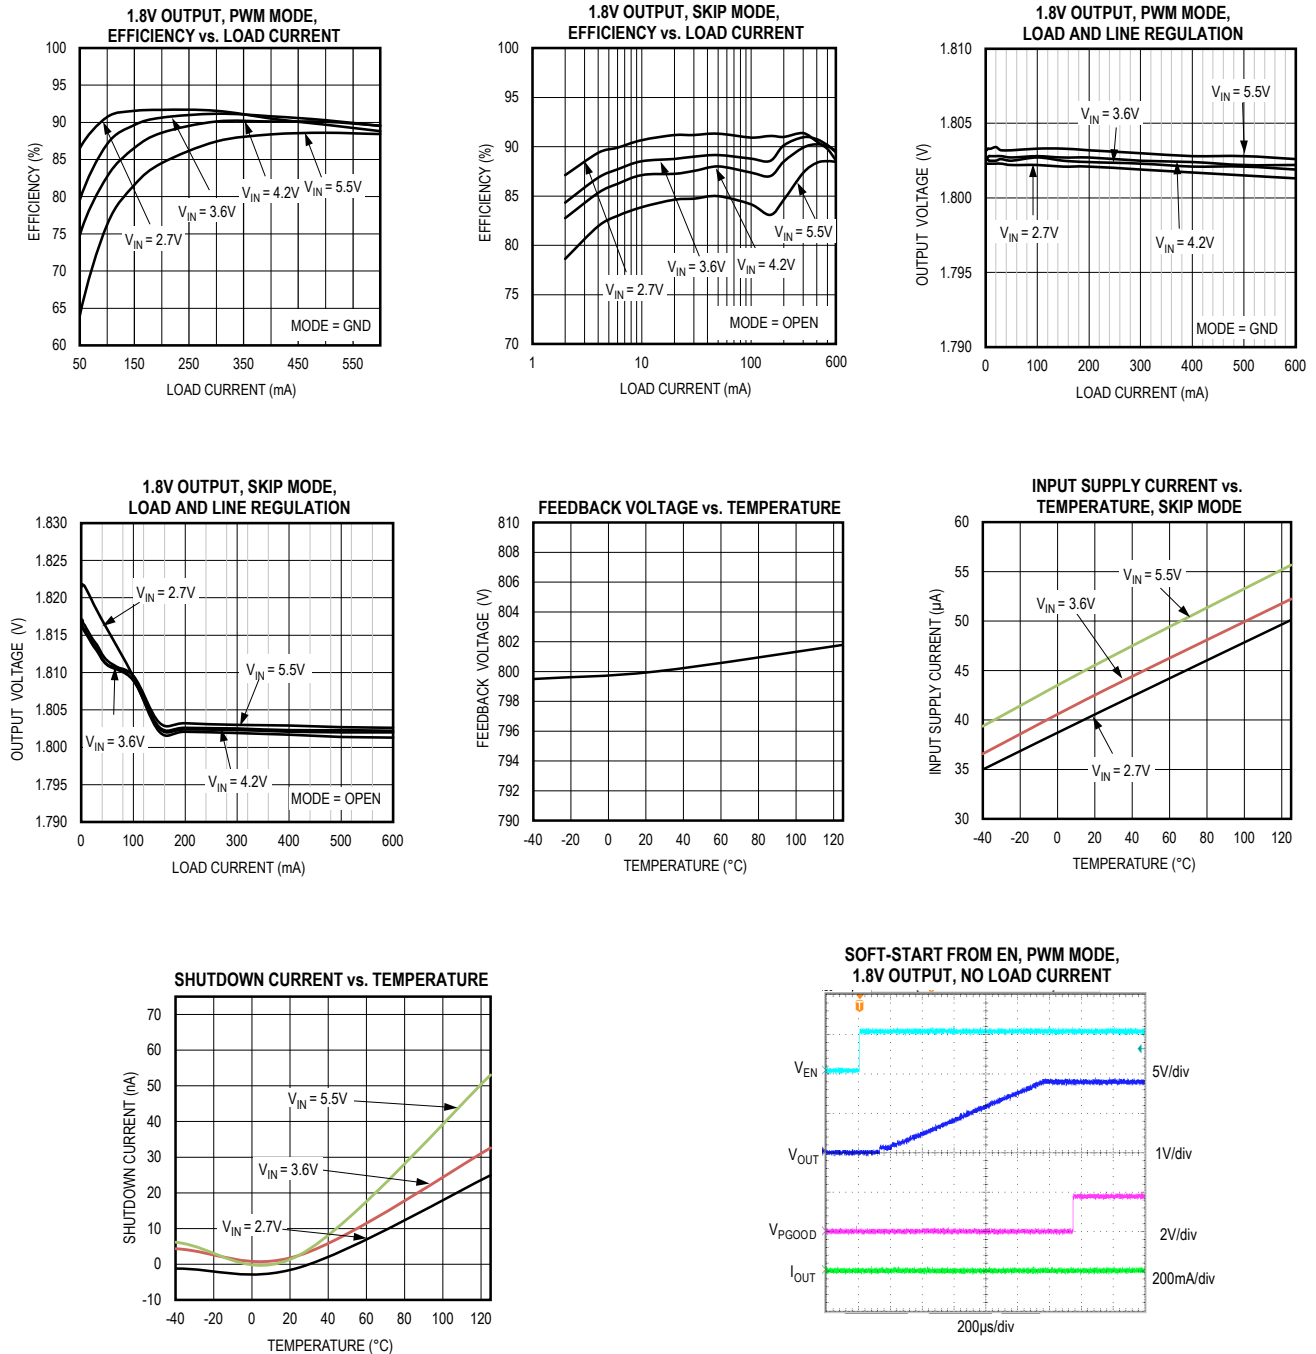 1.8V OUTPUT, PWM MODE,
EFFICIENCY vs. LOAD CURRENT
100
95
90
85
80
75
70
65
60
EFFICIENCY (%)
VIN = 5.5V
VIN = 4.2V
VIN = 3.6V
VIN = 2.7V
MODE = GND
50 150 250 350 450 550
LOAD CURRENT (mA)
1.8V OUTPUT, SKIP MODE,
EFFICIENCY vs. LOAD CURRENT
100
95
90
85
80
75
70
EFFICIENCY (%)
VIN = 5.5V
VIN = 4.2V
VIN = 3.6V
VIN = 2.7V
MODE = OPEN
1 10 100 600
LOAD CURRENT (mA)
1.8V OUTPUT, PWM MODE,
LOAD AND LINE REGULATION
1.810
1.805
1.800
1.795
1.790
OUTPUT VOLTAGE (V)
VIN = 5.5V
VIN = 3.6V
VIN = 2.7V
VIN = 4.2V
MODE = GND
0 100 200 300 400 500 600
LOAD CURRENT (mA)
1.8V OUTPUT, SKIP MODE,
LOAD AND LINE REGULATION
1.830
1.825
1.820
1.815
1.810
1.805
1.800
1.795
1.790
OUTPUT VOLTAGE (V)
VIN = 2.7V
VIN = 5.5V
VIN = 3.6V
VIN = 4.2V
MODE = OPEN
0 100 200 300 400 500 600
LOAD CURRENT (mA)
FEEDBACK VOLTAGE vs. TEMPERATURE
810
808
806
804
802
800
798
796
794
792
790
FEEDBACK VOLTAGE (V)
-40 -20 0 20 40 60 80 100 120
TEMPERATURE (°C)
INPUT SUPPLY CURRENT vs.
TEMPERATURE, SKIP MODE
60
55
50
45
40
35
30
INPUT SUPPLY CURRENT (µA)
VIN = 5.5V
VIN = 3.6V
VIN = 2.7V
-40 -20 0 20 40 60 80 100 120
TEMPERATURE (°C)
SHUTDOWN CURRENT vs. TEMPERATURE
70
60
50
40
30
20
10
0
-10
SHUTDOWN CURRENT (nA)
VIN = 5.5V
VIN = 3.6V
VIN = 2.7V
-40 -20 0 20 40 60 80 100 120
TEMPERATURE (°C)
SOFT-START FROM EN, PWM MODE,
1.8V OUTPUT, NO LOAD CURRENT
T
VEN
5V/div
VOUT
1V/div
VPGOOD
2V/div
IOUT
200mA/div
200µs/div